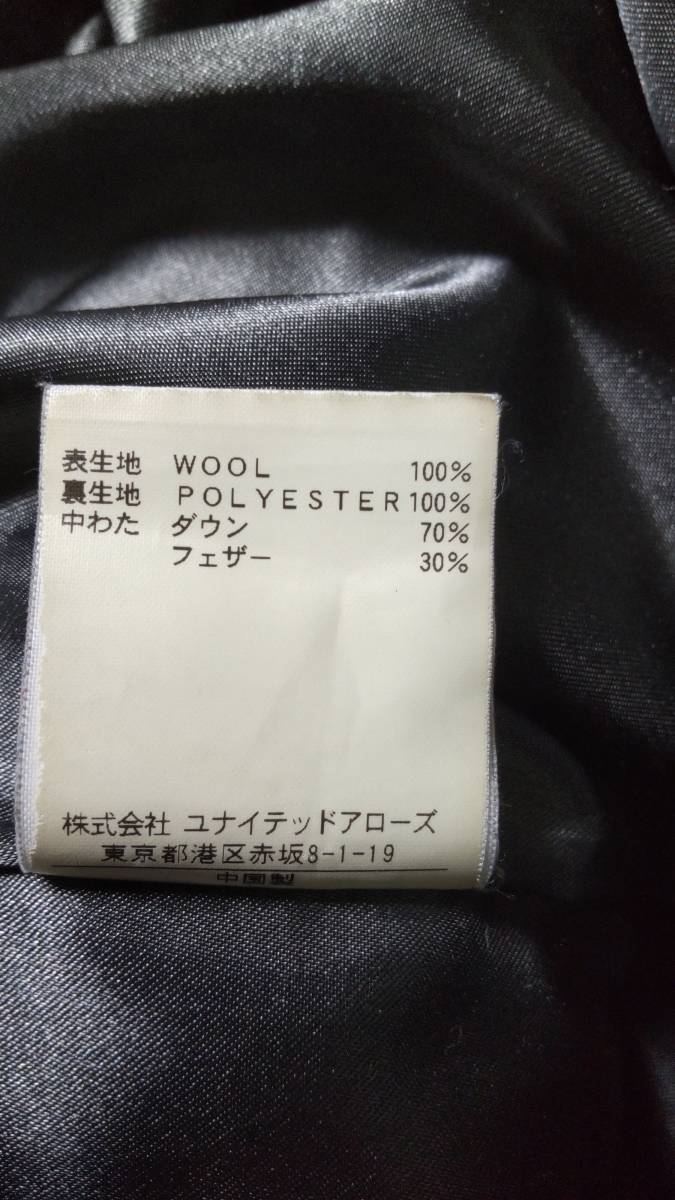 表生地 WOOL 100%
裏生地 POLYESTER 100%
中わた ダウン 70%
フェザー 30%
株式会社 ユナイテッドアローズ
東京都港区赤坂8-1-19
中国製